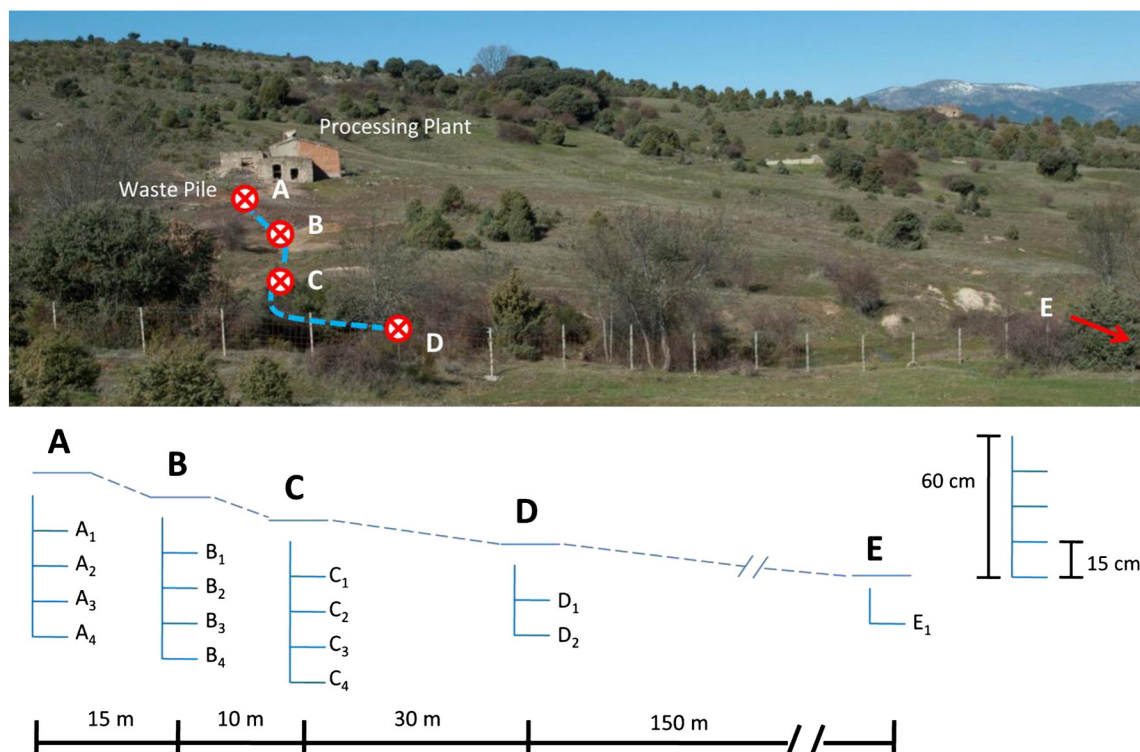 Processing Plant
Waste Pile
A
B
C
D
E
A
B
C
D
E
60 cm
15 cm
A₁
A₂
A₃
A₄
B₁
B₂
B₃
B₄
C₁
C₂
C₃
C₄
D₁
D₂
E₁
15 m
10 m
30 m
150 m